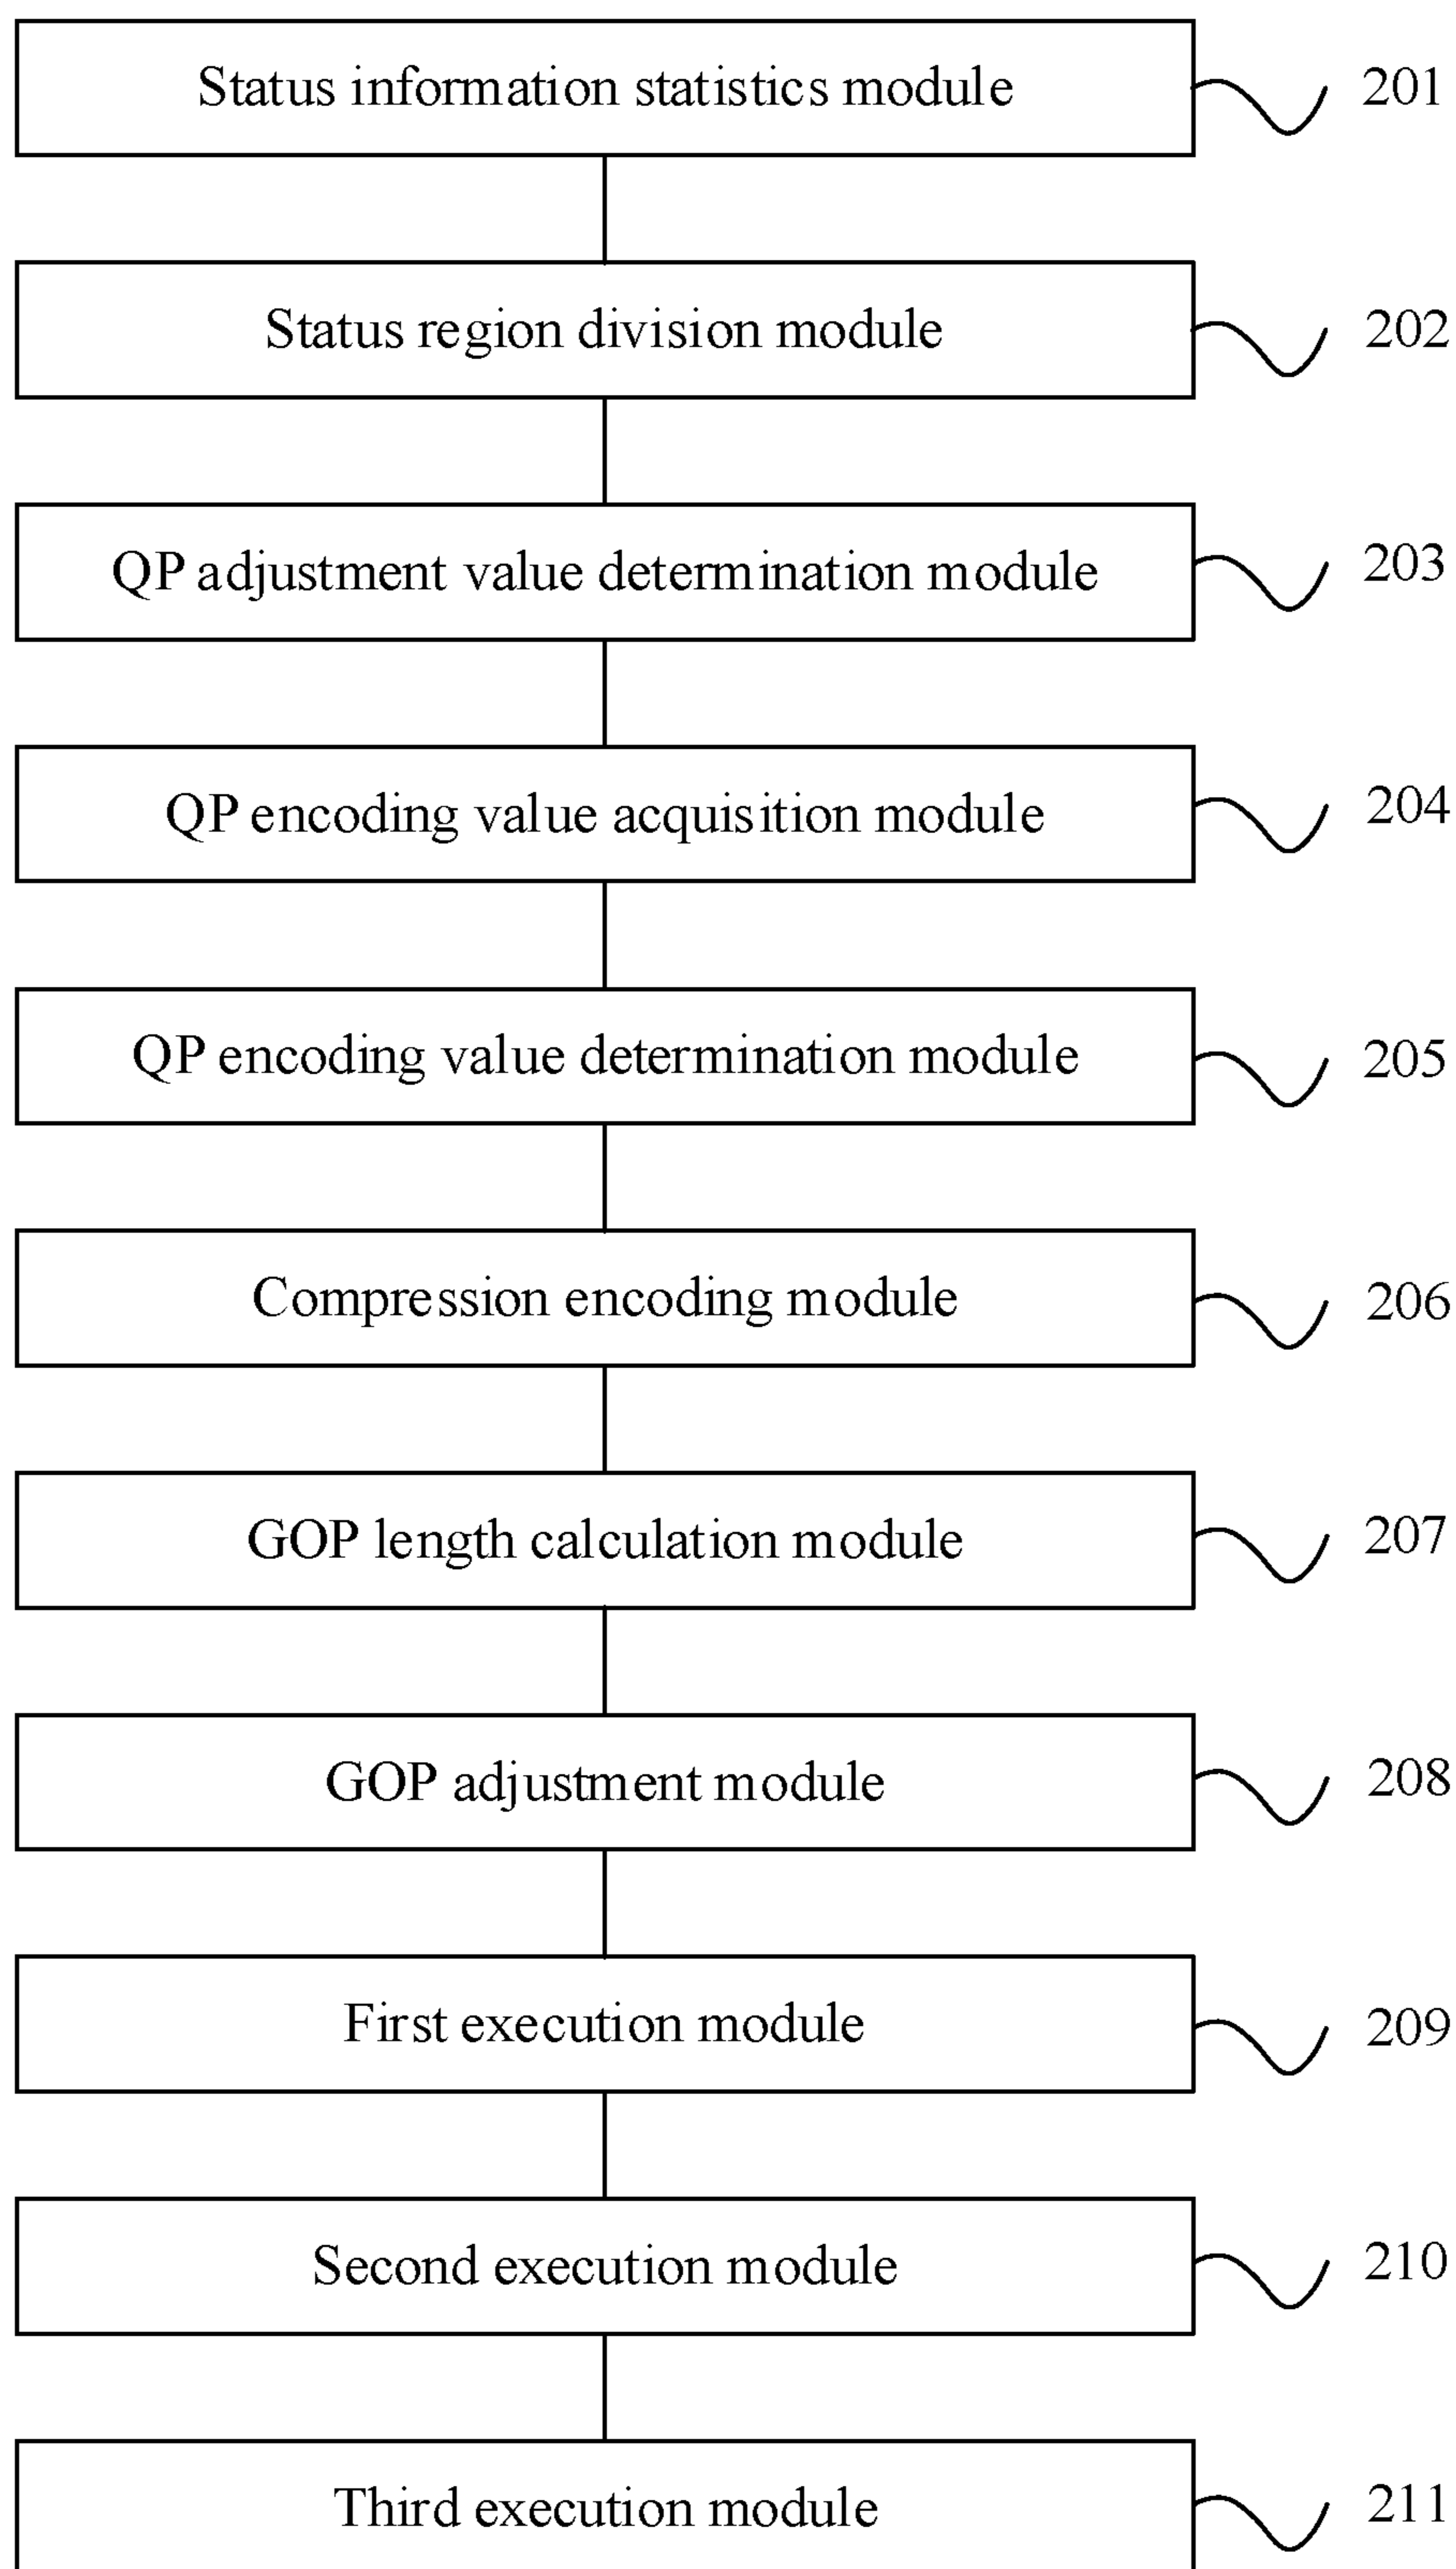 Status information statistics module 201
Status region division module 202
QP adjustment value determination module 203
QP encoding value acquisition module 204
QP encoding value determination module 205
Compression encoding module 206
GOP length calculation module 207
GOP adjustment module 208
First execution module 209
Second execution module 210
Third execution module 211